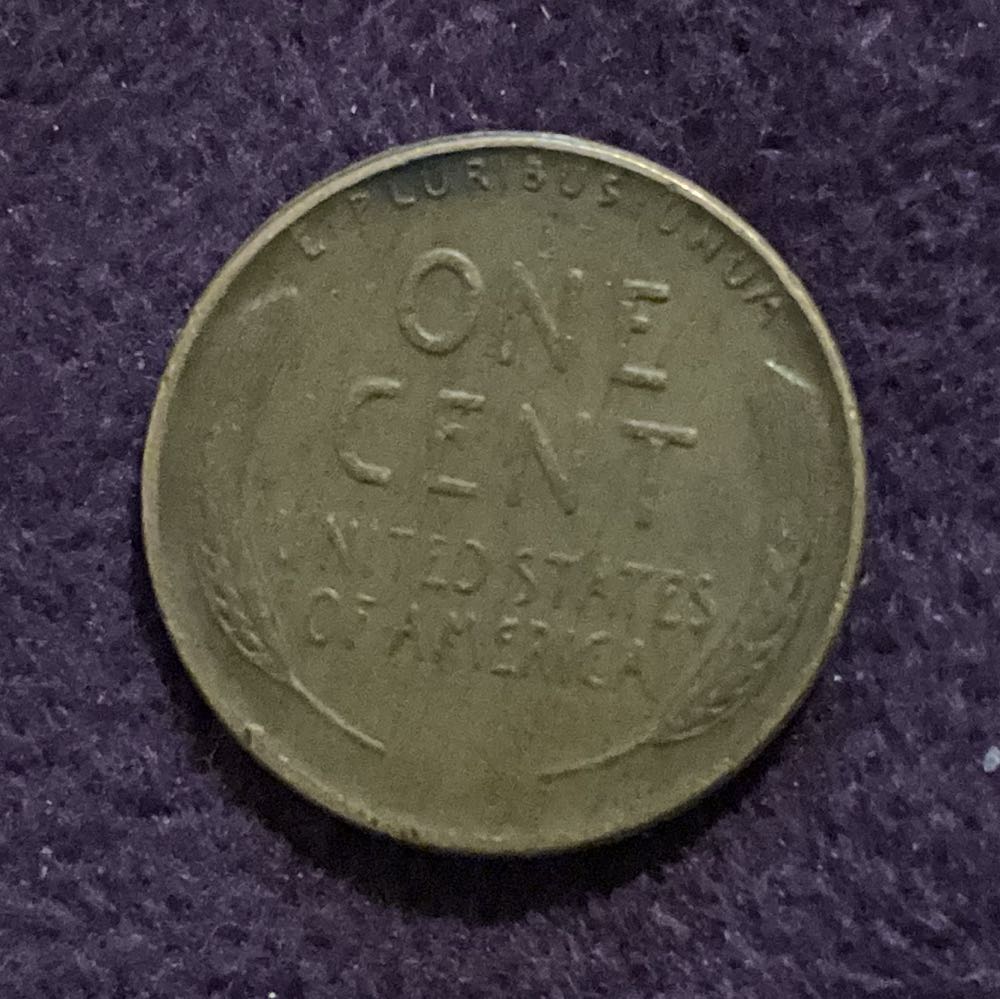 E PLURIBUS UNUM
ONE
CENT
UNITED STATES
OF AMERICA